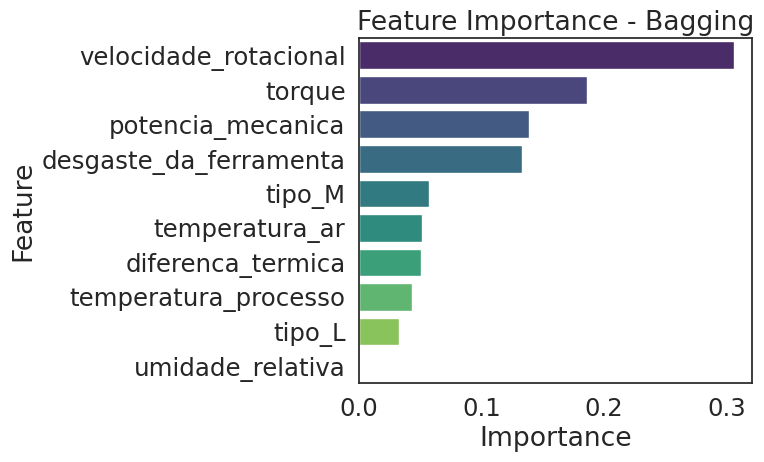 Feature Importance - Bagging
velocidade_rotacional
torque
potencia_mecanica
desgaste_da_ferramenta
tipo_M
temperatura_ar
diferenca_termica
temperatura_processo
tipo_L
umidade_relativa
Feature
0.0 0.1 0.2 0.3
Importance